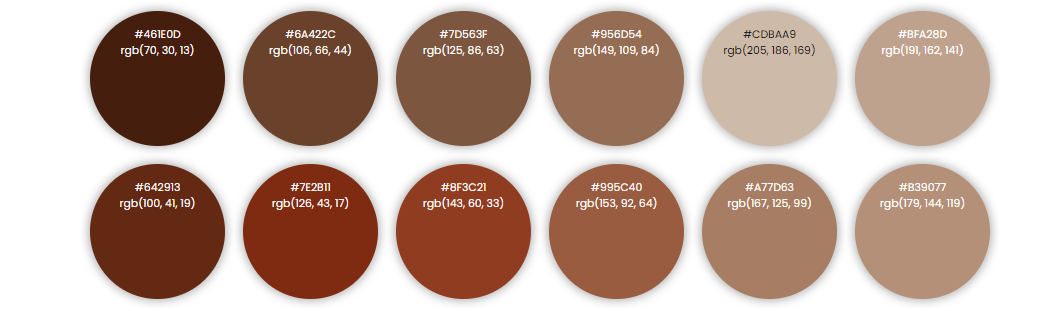 #461E0D
rgb(70, 30, 13)
#6A422C
rgb(106, 66, 44)
#7D563F
rgb(125, 86, 63)
#956D54
rgb(149, 109, 84)
#CDBAA9
rgb(205, 186, 169)
#BFA28D
rgb(191, 162, 141)
#642913
rgb(100, 41, 19)
#7E2B11
rgb(126, 43, 17)
#8F3C21
rgb(143, 60, 33)
#995C40
rgb(153, 92, 64)
#A77D63
rgb(167, 125, 99)
#B39077
rgb(179, 144, 119)